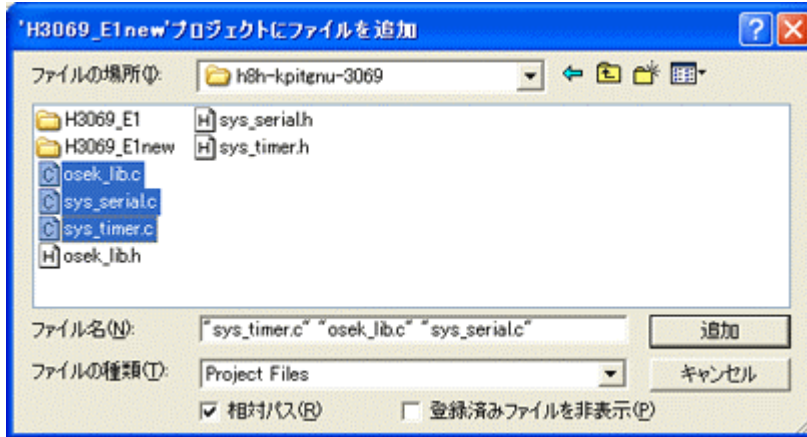 'H3069_E1new'プロジェクトにファイルを追加
ファイルの場所(I):
h8h-kpitgnu-3069
H3069_E1
sys_serial.h
H3069_E1new
sys_timer.h
osek_lib.c
sys_serial.c
sys_timer.c
osek_lib.h
ファイル名(N):
"sys_timer.c" "osek_lib.c" "sys_serial.c"
追加
ファイルの種類(T):
Project Files
キャンセル
相対パス(R)
登録済みファイルを非表示(P)